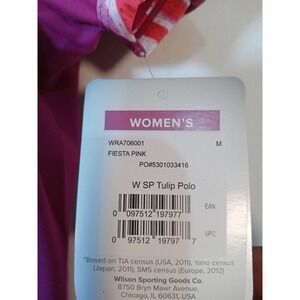 WOMEN'S
WRA706001 M
FIESTA PINK
PO#5301033416
W SP Tulip Polo
0 097512 197977 EAN
0 97512 19797 7 UPC
*Based on TIA census (USA, 2011), Yano census
(Japan, 2011), SMS census (Europe, 2012)
Wilson Sporting Goods Co.
8750 Bryn Mawr Avenue
Chicago, IL 60631, USA